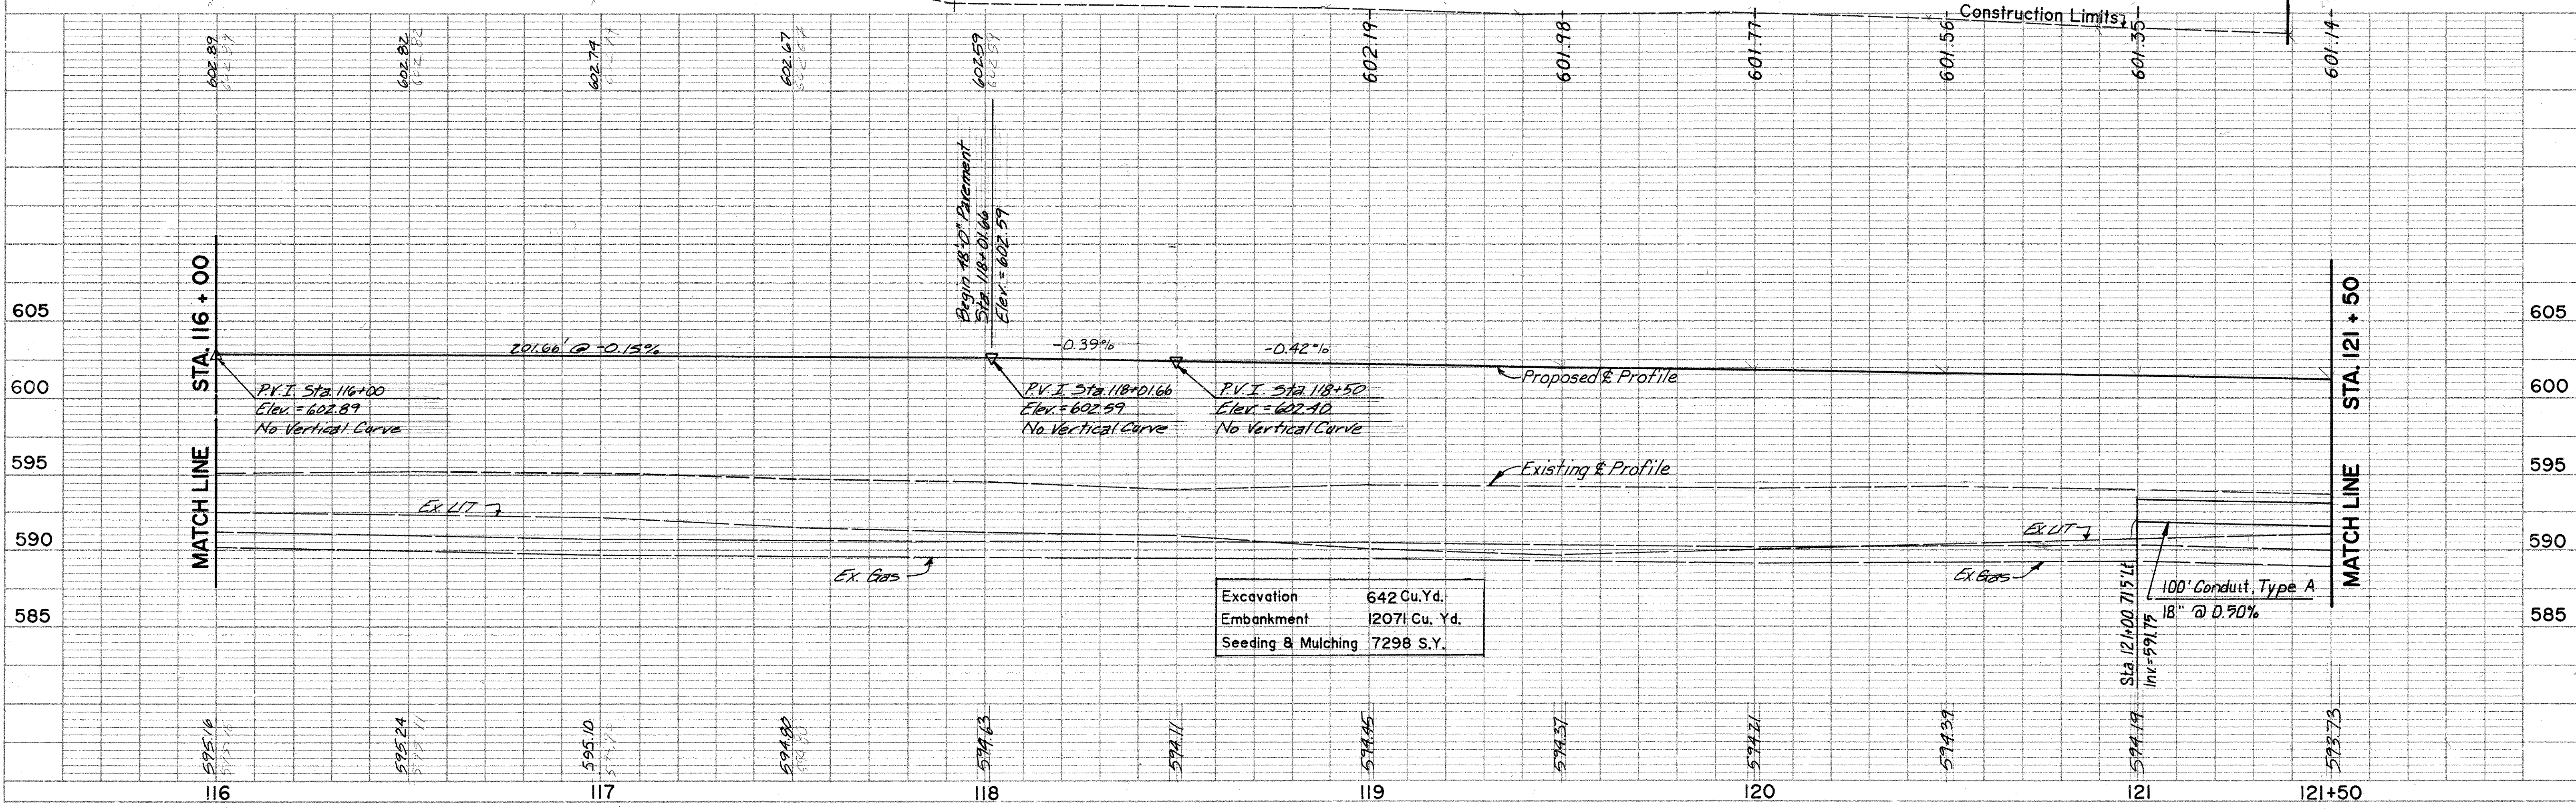 Construction Limits
602.89
602.82
602.74
602.67
602.59
602.19
601.98
601.77
601.56
601.35
601.14
Begin 48'-0" Pavement
Sta. 118+01.66
Elev. = 602.59
MATCH LINE STA. 116 + 00
605
600
595
590
585
201.66' @ -0.15%
-0.39%
-0.42%
P.V.I. Sta. 116+00
Elev. = 602.89
No Vertical Curve
P.V.I. Sta. 118+01.66
Elev. = 602.59
No Vertical Curve
P.V.I. Sta. 118+50
Elev. = 602.40
No Vertical Curve
Proposed ℄ Profile
Existing ℄ Profile
Ex. UT
Ex. Gas
Ex. UT
Ex. Gas
Excavation 642 Cu. Yd.
Embankment 12071 Cu. Yd.
Seeding & Mulching 7298 S.Y.
Sta. 121+00 71.5' Lt
Inv. = 591.75
100' Conduit, Type A
18" @ 0.50%
MATCH LINE STA. 121 + 50
605
600
595
590
585
595.16
595.24
595.10
594.80
594.63
594.11
594.45
594.37
594.21
594.39
594.19
593.73
116
117
118
119
120
121
121+50